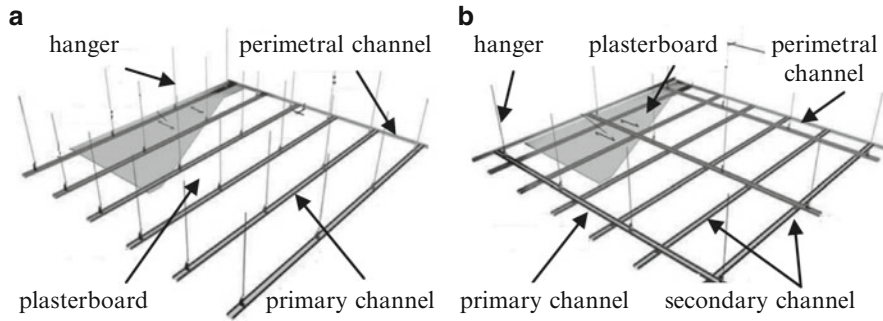 a
hanger
perimetral channel
plasterboard
primary channel
b
hanger
plasterboard
perimetral
channel
primary channel
secondary channel